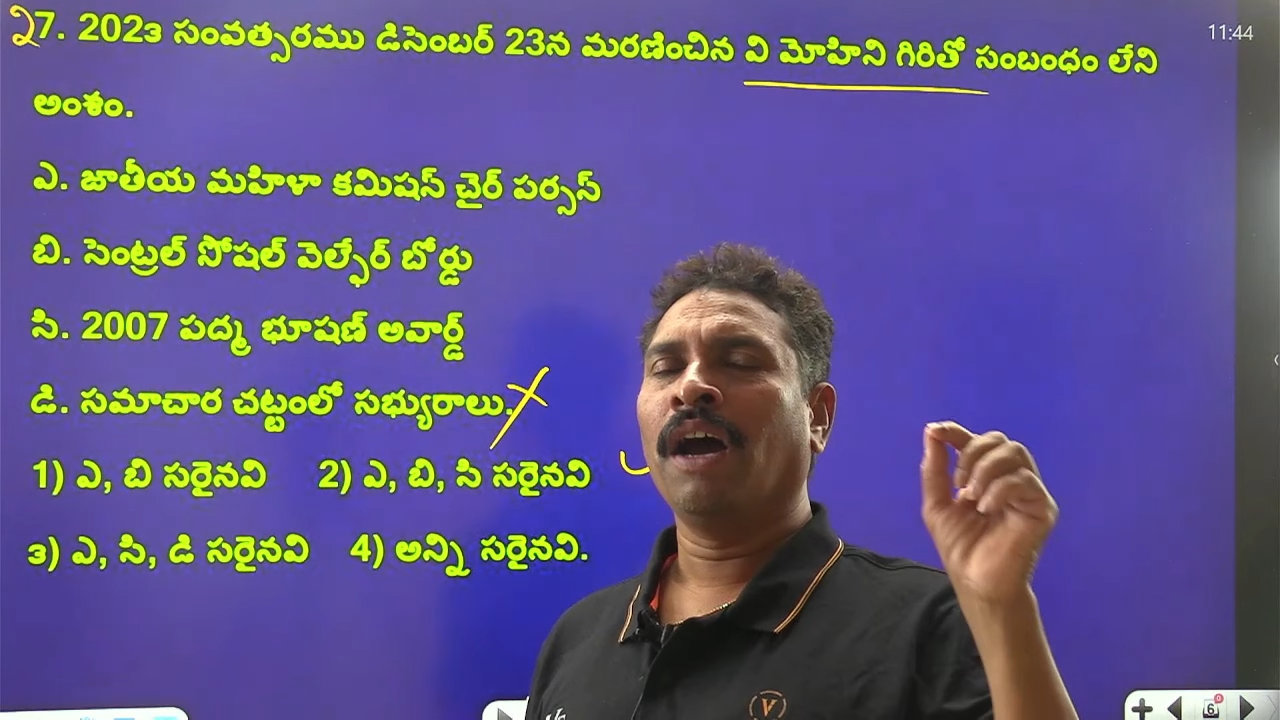 11:44
27. 2023 సంవత్సరము డిసెంబర్ 23న మరణించిన వి మోహిని గిరితో సంబంధం లేని
అంశం.
ఎ. జాతీయ మహిళా కమిషన్ చైర్ పర్సన్
బి. సెంట్రల్ సోషల్ వెల్ఫేర్ బోర్డు
సి. 2007 పద్మ భూషణ్ అవార్డ్
డి. సమాచార చట్టంలో సభ్యురాలు.
1) ఎ, బి సరైనవి 2) ఎ, బి, సి సరైనవి
3) ఎ, సి, డి సరైనవి 4) అన్ని సరైనవి.
V
6